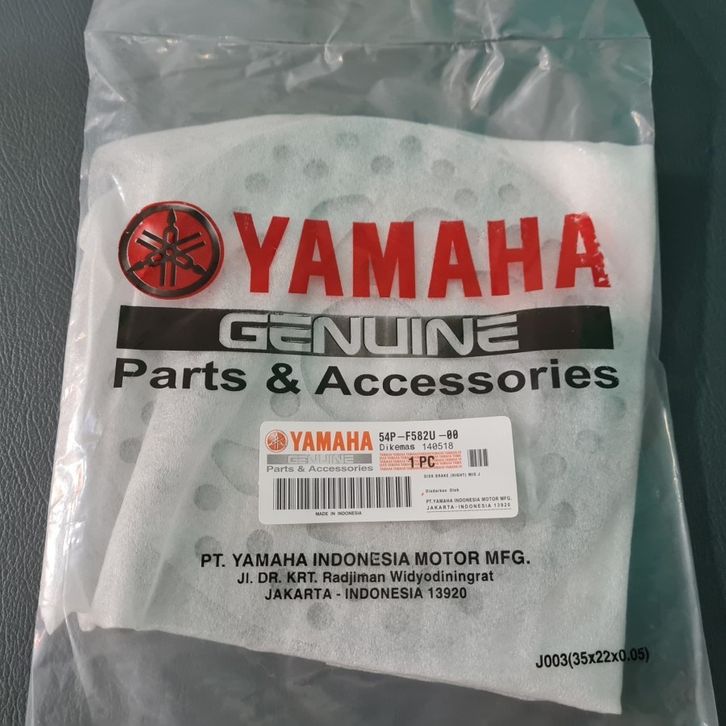 YAMAHA
GENUINE
Parts & Accessories
YAMAHA
GENUINE
Parts & Accessories
MADE IN INDONESIA
54P-F582U-00
Dikemas 140518
1 PC
DISK BRAKE (RIGHT) MIO J
Diedarkan Oleh
PT.YAMAHA INDONESIA MOTOR MFG.
JAKARTA-INDONESIA 13920
PT. YAMAHA INDONESIA MOTOR MFG.
Jl. DR. KRT. Radjiman Widyodiningrat
JAKARTA - INDONESIA 13920
J003(35x22x0.05)